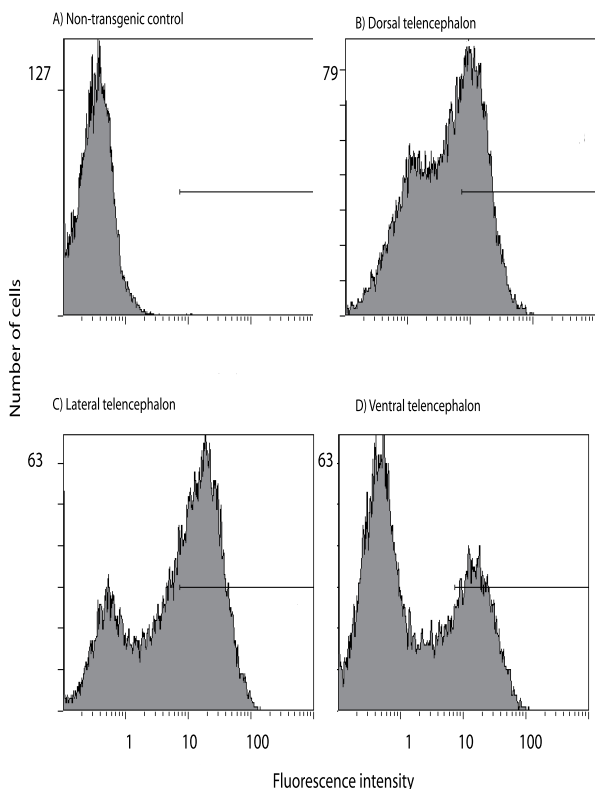 A) Non-transgenic control
B) Dorsal telencephalon
127
79
Number of cells
C) Lateral telencephalon
D) Ventral telencephalon
63
63
1 10 100
1 10 100
Fluorescence intensity